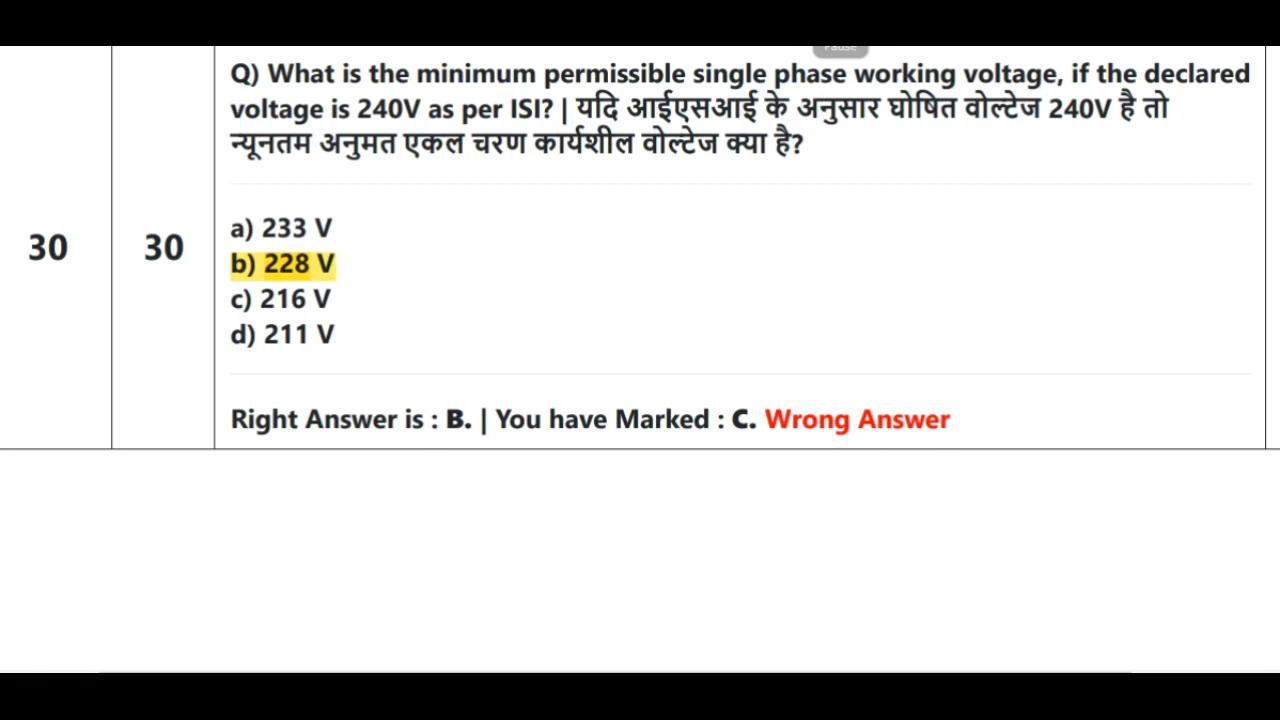 Pause
Q) What is the minimum permissible single phase working voltage, if the declared
voltage is 240V as per ISI? | यदि आईएसआई के अनुसार घोषित वोल्टेज 240V है तो
न्यूनतम अनुमत एकल चरण कार्यशील वोल्टेज क्या है?
30
30
a) 233 V
b) 228 V
c) 216 V
d) 211 V
Right Answer is : B. | You have Marked : C. Wrong Answer